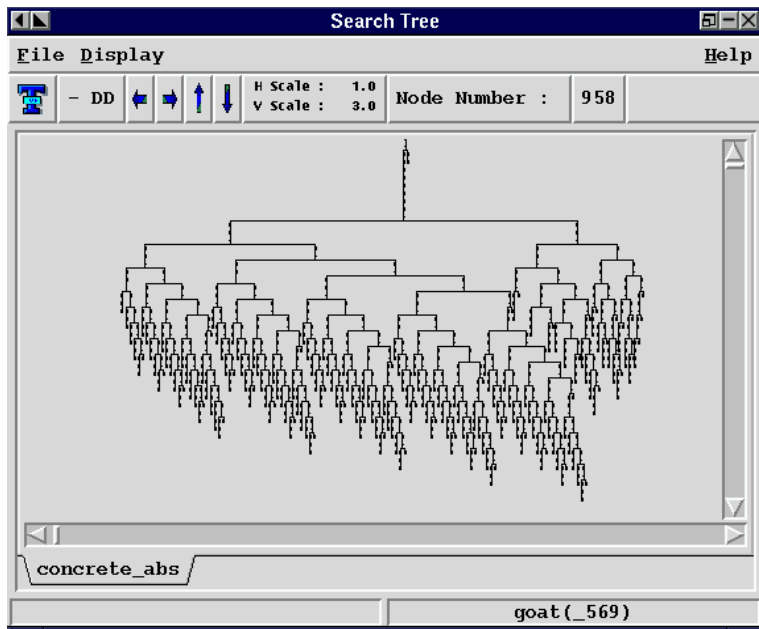 Search Tree
File Display Help
- DD H Scale : 1.0 Node Number : 958
V Scale : 3.0
concrete_abs
goat(_569)